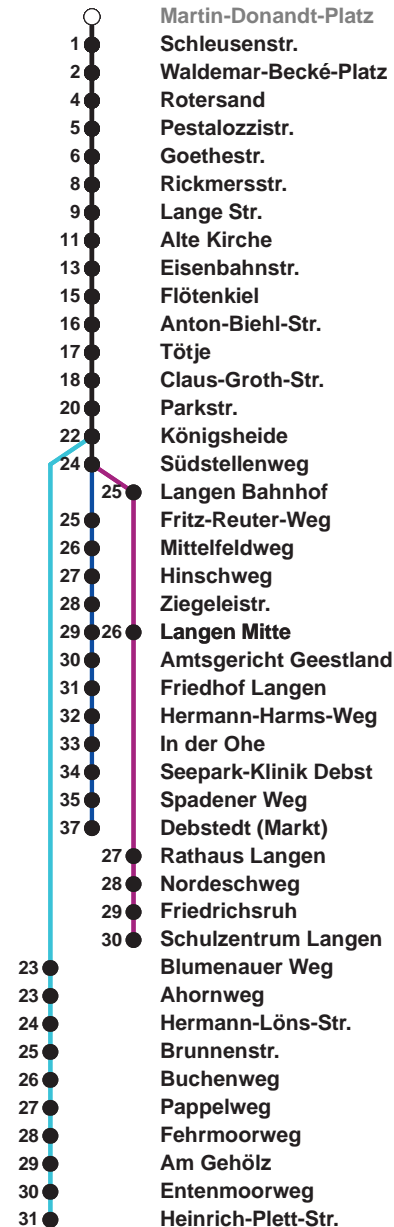 Martin-Donandt-Platz
1 Schleusenstr.
2 Waldemar-Becké-Platz
4 Rotersand
5 Pestalozzistr.
6 Goethestr.
8 Rickmersstr.
9 Lange Str.
11 Alte Kirche
13 Eisenbahnstr.
15 Flötenkiel
16 Anton-Biehl-Str.
17 Tötje
18 Claus-Groth-Str.
20 Parkstr.
22 Königsheide
24 Südstellenweg
25 Langen Bahnhof
25 Fritz-Reuter-Weg
26 Mittelfeldweg
27 Hinschweg
28 Ziegeleistr.
29 26 Langen Mitte
30 Amtsgericht Geestland
31 Friedhof Langen
32 Hermann-Harms-Weg
33 In der Ohe
34 Seepark-Klinik Debst
35 Spadener Weg
37 Debstedt (Markt)
27 Rathaus Langen
28 Nordeschweg
29 Friedrichsruh
30 Schulzentrum Langen
23 Blumenauer Weg
23 Ahornweg
24 Hermann-Löns-Str.
25 Brunnenstr.
26 Buchenweg
27 Pappelweg
28 Fehrmoorweg
29 Am Gehölz
30 Entenmoorweg
31 Heinrich-Plett-Str.